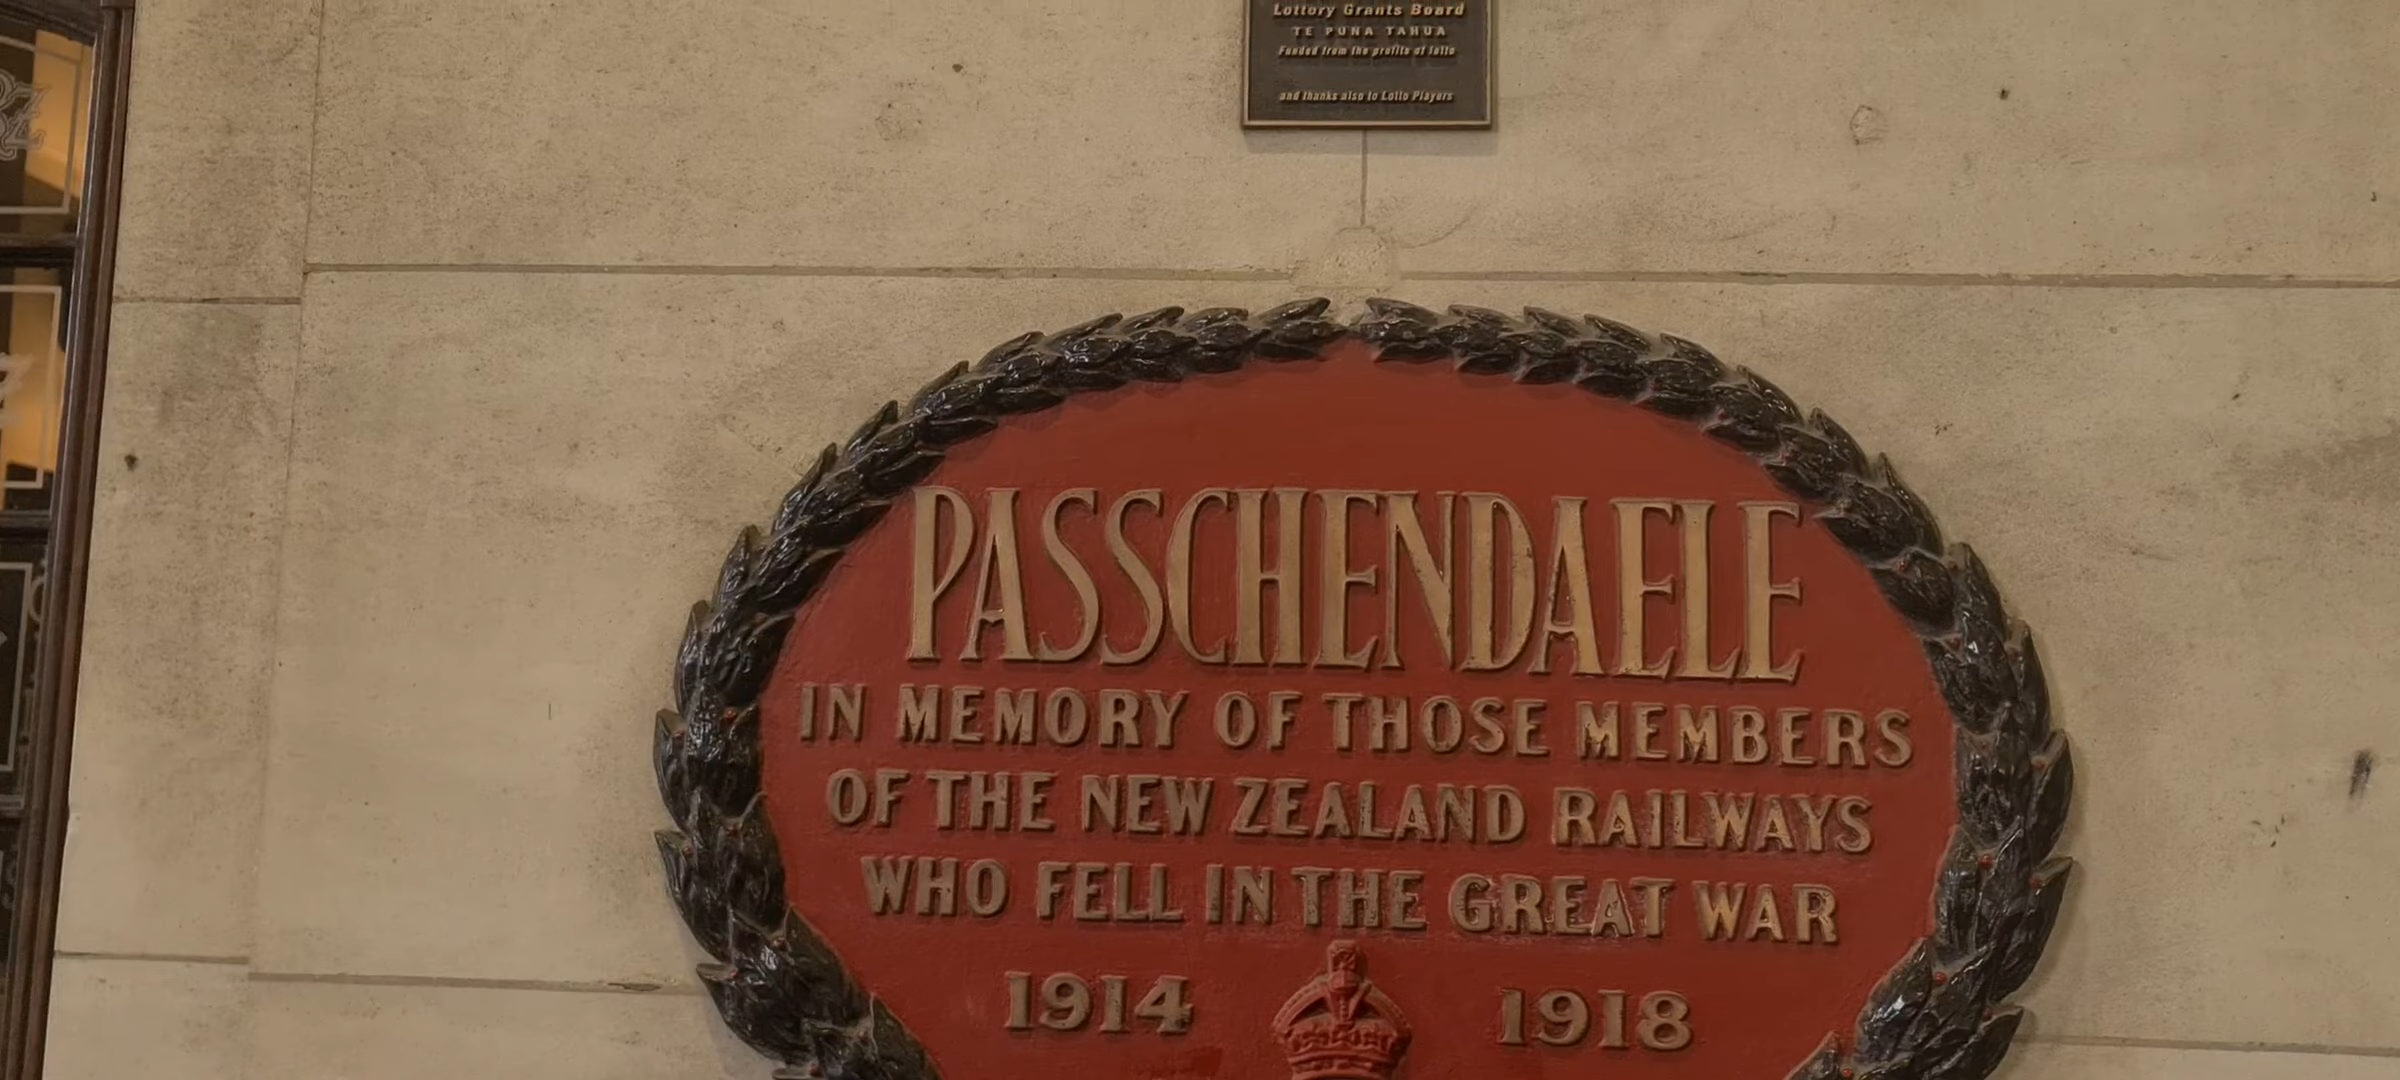 Lottery Grants Board
TE PUNA TAHUA
Funded from the profits of lotto
and thanks also to Lotto Players
PASSCHENDAELE
IN MEMORY OF THOSE MEMBERS
OF THE NEW ZEALAND RAILWAYS
WHO FELL IN THE GREAT WAR
1914 1918